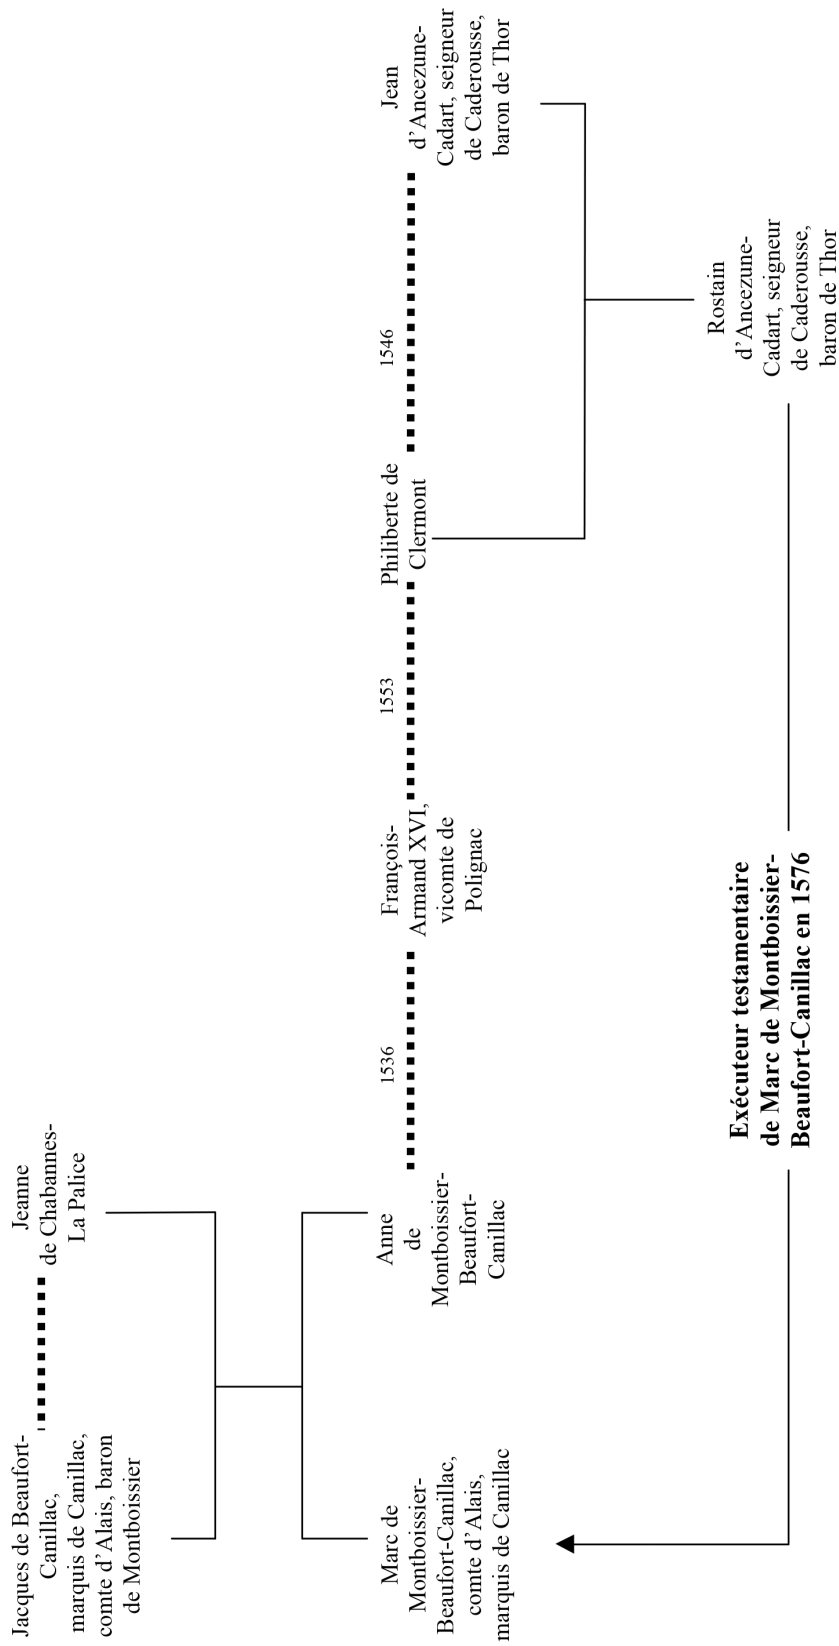 Jacques de Beaufort-
Canillac,
marquis de Canillac,
comte d'Alais, baron
de Montboissier
Jeanne
de Chabannes-
La Palice
Marc de
Montboissier-
Beaufort-Canillac,
comte d'Alais,
marquis de Canillac
Anne
de
Montboissier-
Beaufort-
Canillac
1536
François-
Armand XVI,
vicomte de
Polignac
1553
Philiberte de
Clermont
1546
Jean
d'Ancezune-
Cadart, seigneur
de Caderousse,
baron de Thor
Rostain
d'Ancezune-
Cadart, seigneur
de Caderousse,
baron de Thor
Exécuteur testamentaire
de Marc de Montboissier-
Beaufort-Canillac en 1576